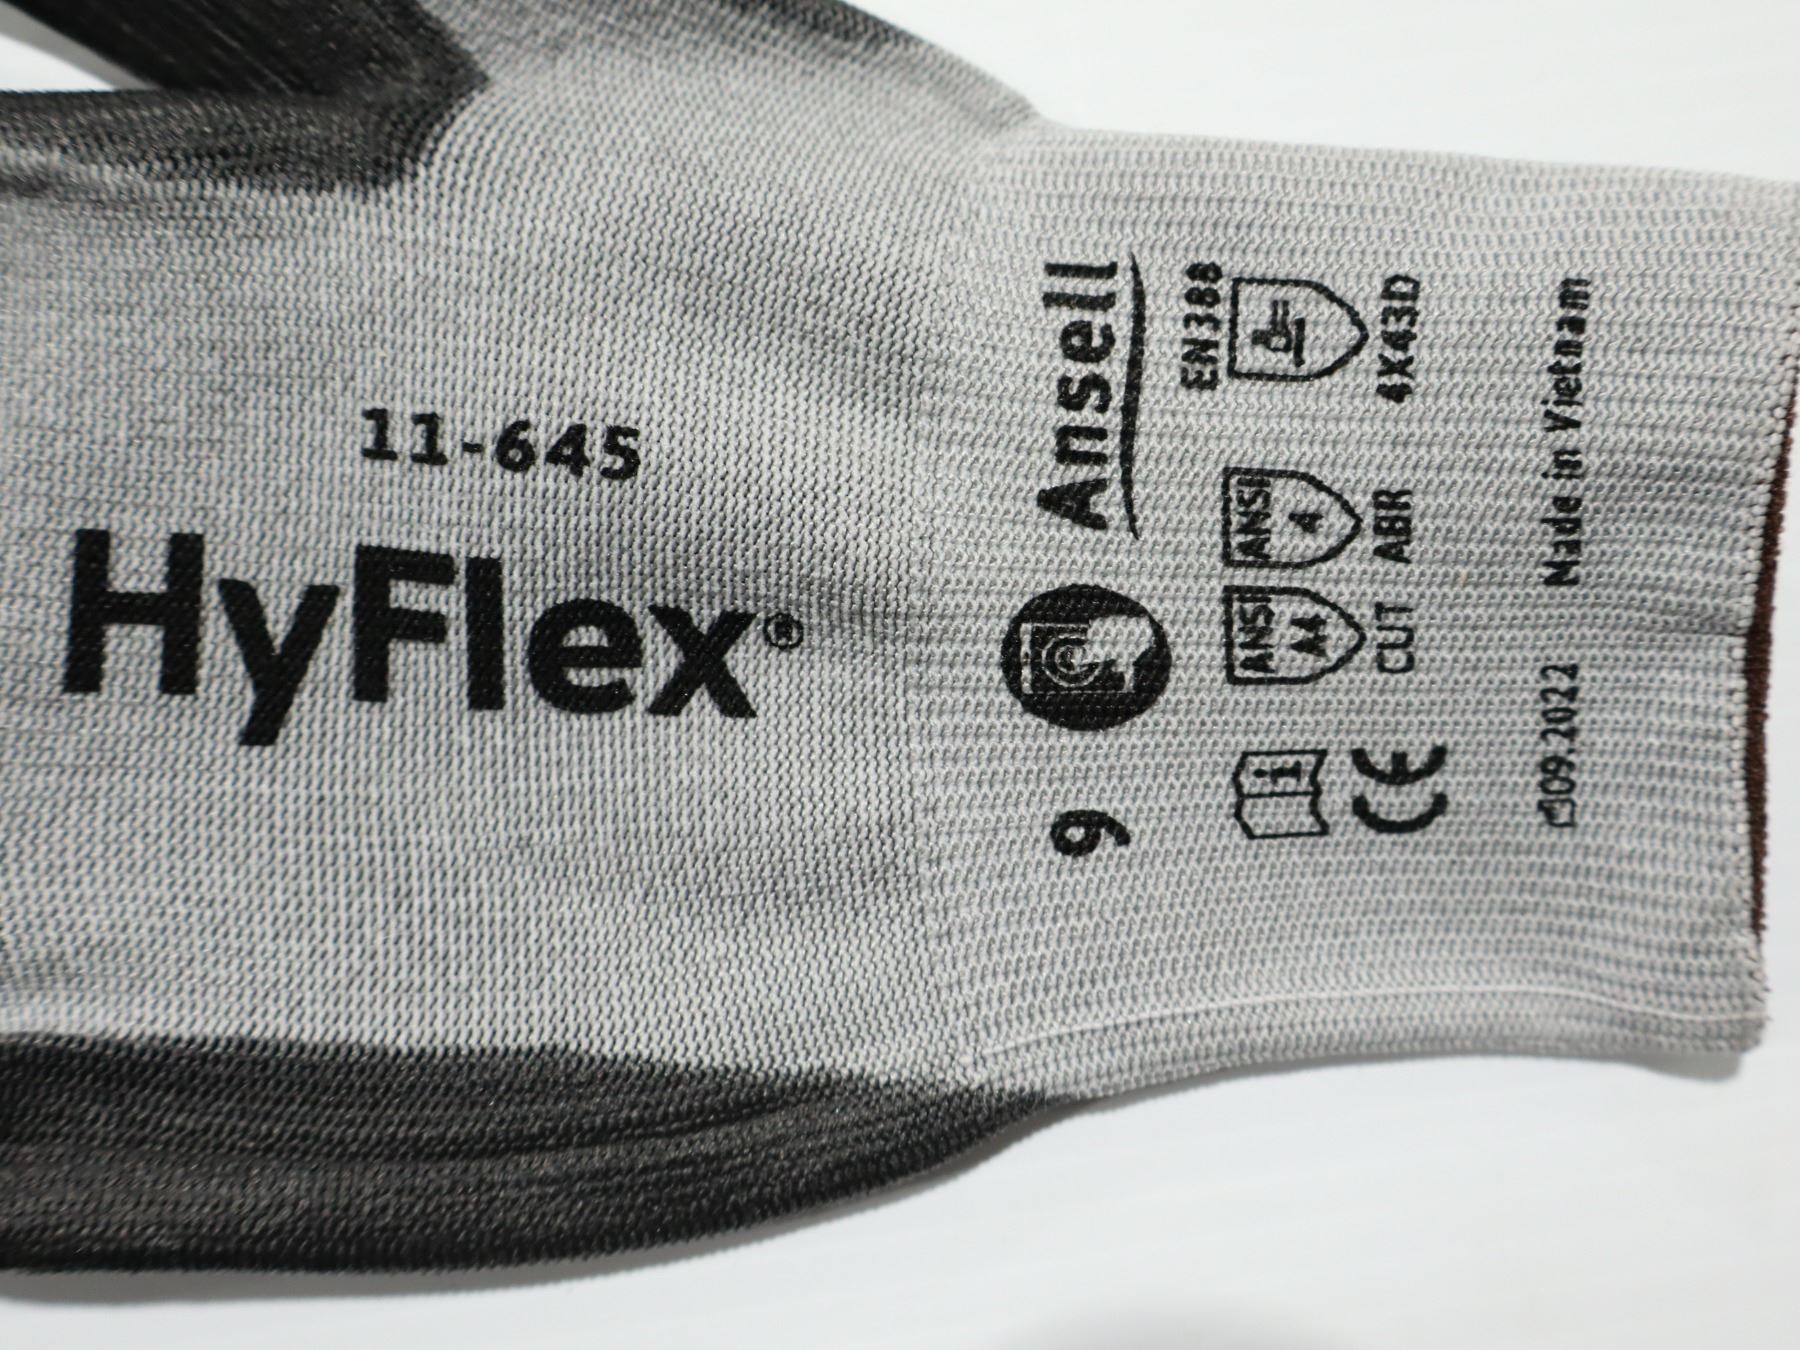 11-645
HyFlex®
Ansell
9
EN388
4X43D
ANSI
4
ABR
ANSI
A4
CUT
i
CE
09.2022
Made in Vietnam